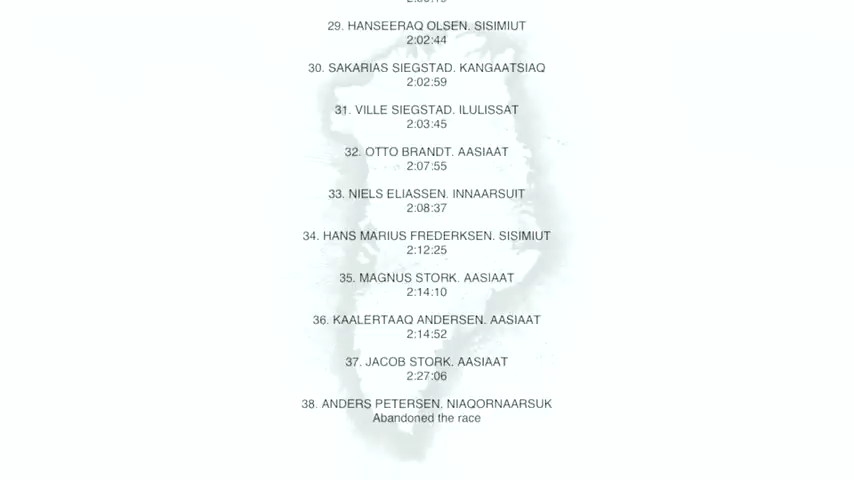 29. HANSEERAQ OLSEN. SISIMIUT
2:02:44
30. SAKARIAS SIEGSTAD. KANGAATSIAQ
2:02:59
31. VILLE SIEGSTAD. ILULISSAT
2:03:45
32. OTTO BRANDT. AASIAAT
2:07:55
33. NIELS ELIASSEN. INNAARSUIT
2:08:37
34. HANS MARIUS FREDERKSEN. SISIMIUT
2:12:25
35. MAGNUS STORK. AASIAAT
2:14:10
36. KAALERTAAQ ANDERSEN. AASIAAT
2:14:52
37. JACOB STORK. AASIAAT
2:27:06
38. ANDERS PETERSEN. NIAQORNAARSUK
Abandoned the race